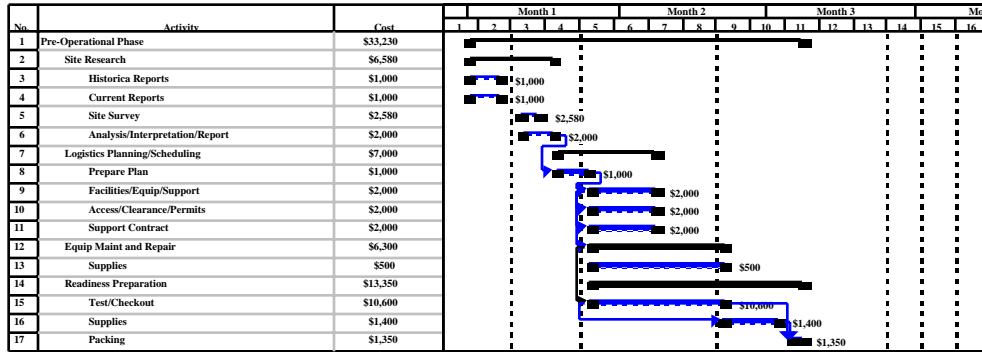 Month 1 Month 2 Month 3 Mo
No. Activity Cost 1 2 3 4 5 6 7 8 9 10 11 12 13 14 15 16
1 Pre-Operational Phase $33,230
2 Site Research $6,580
3 Historica Reports $1,000 $1,000
4 Current Reports $1,000 $1,000
5 Site Survey $2,580 $2,580
6 Analysis/Interpretation/Report $2,000 $2,000
7 Logistics Planning/Scheduling $7,000
8 Prepare Plan $1,000 $1,000
9 Facilities/Equip/Support $2,000 $2,000
10 Access/Clearance/Permits $2,000 $2,000
11 Support Contract $2,000 $2,000
12 Equip Maint and Repair $6,300
13 Supplies $500 $500
14 Readiness Preparation $13,350
15 Test/Checkout $10,600 $10,600
16 Supplies $1,400 $1,400
17 Packing $1,350 $1,350